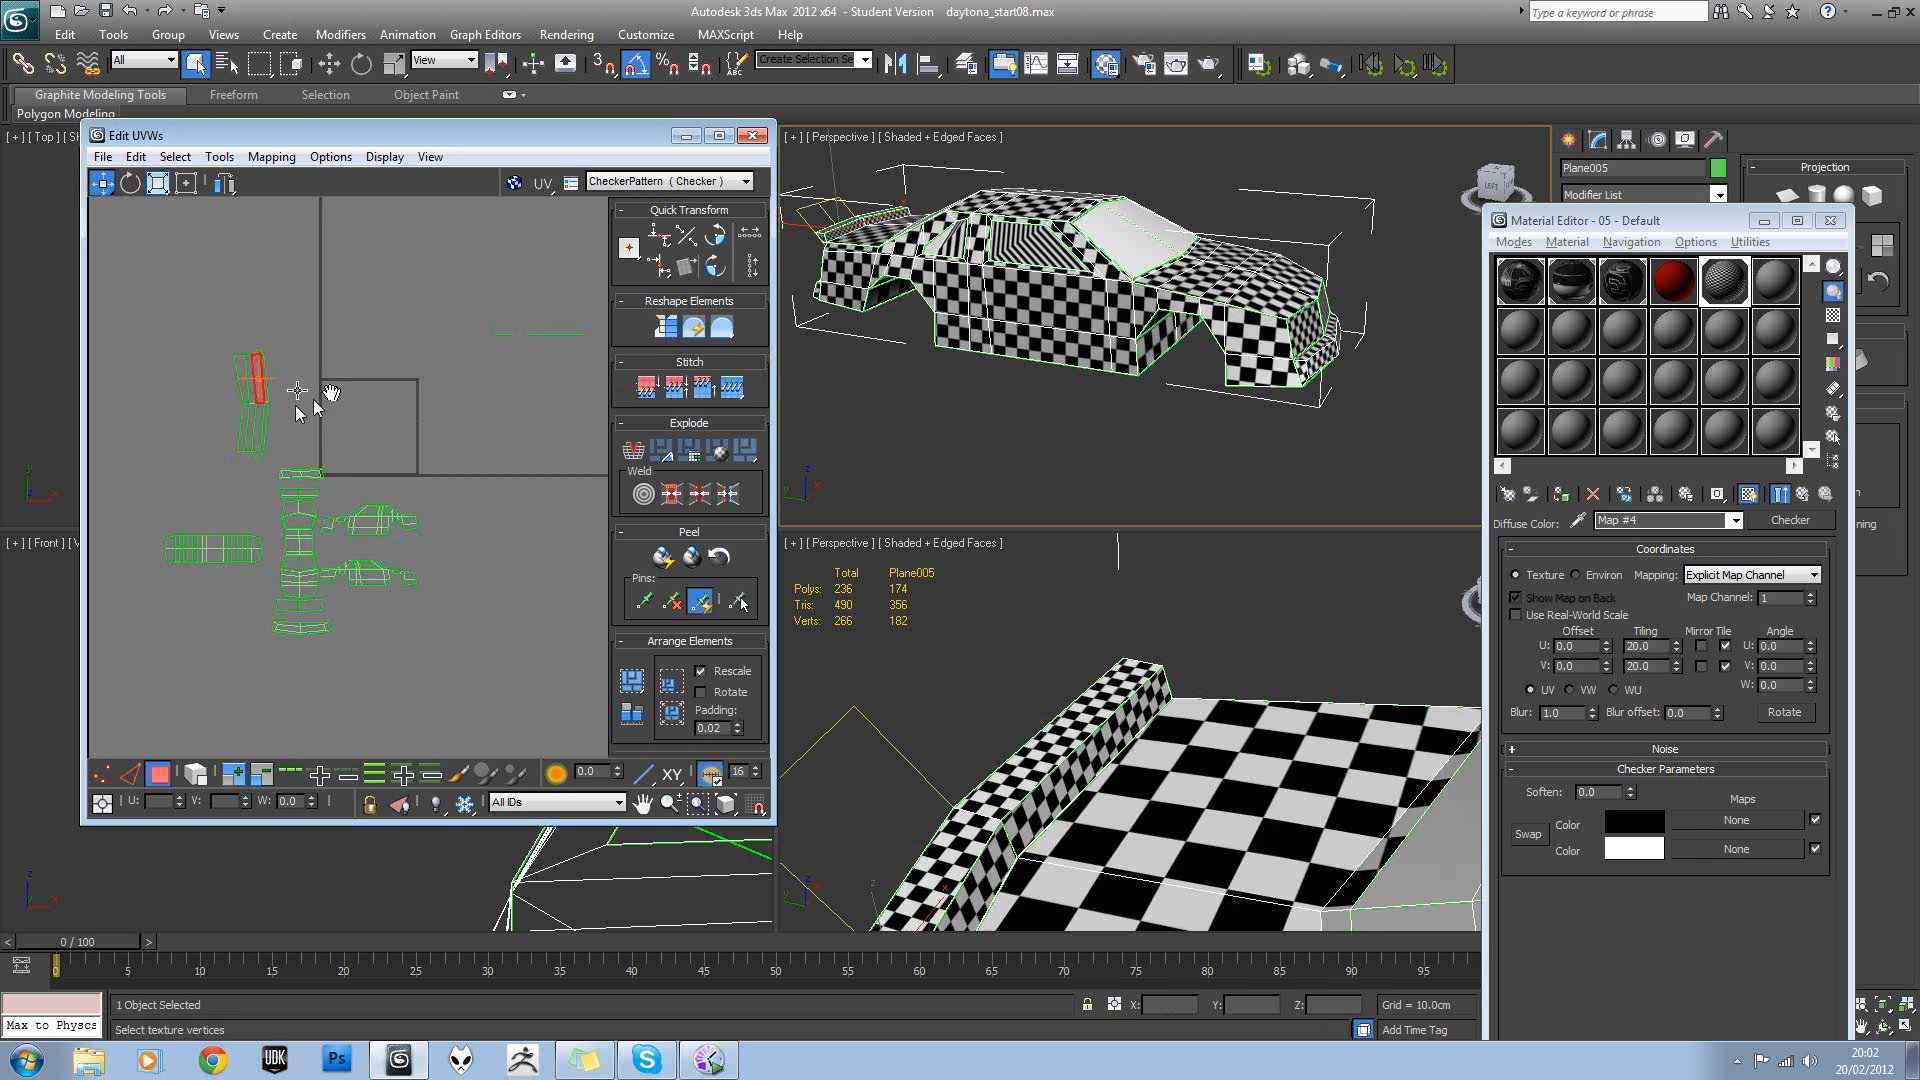 Autodesk 3ds Max 2012 x64 - Student Version daytona_start08.max
Type a keyword or phrase
Edit Tools Group Views Create Modifiers Animation Graph Editors Rendering Customize MAXScript Help
All
View
3
Create Selection Se
Graphite Modeling Tools Freeform Selection Object Paint
Polygon Modeling
[ + ] [ Top ] [ Sh
Edit UVWs
File Edit Select Tools Mapping Options Display View
UV
CheckerPattern ( Checker )
Quick Transform
Reshape Elements
Stitch
Explode
Weld
Peel
Pins:
Arrange Elements
Rescale
Rotate
Padding:
0.02
0.0
XY
16
U:
V:
W: 0.0
All IDs
[ + ] [ Front ] [ V
[ + ] [ Perspective ] [ Shaded + Edged Faces ]
LEFT
[ + ] [ Perspective ] [ Shaded + Edged Faces ]
Total Plane005
Polys: 236 174
Tris: 490 356
Verts: 266 182
Plane005
Modifier List
Projection
Material Editor - 05 - Default
Modes Material Navigation Options Utilities
Diffuse Color:
Map #4
Checker
Coordinates
Texture Environ Mapping: Explicit Map Channel
Show Map on Back Map Channel: 1
Use Real-World Scale
Offset Tiling Mirror Tile Angle
U: 0.0 20.0 U: 0.0
V: 0.0 20.0 V: 0.0
W: 0.0
UV VW WU
Blur: 1.0 Blur offset: 0.0 Rotate
Noise
Checker Parameters
Soften: 0.0
Maps
Swap
Color None
Color None
0 / 100
0 5 10 15 20 25 30 35 40 45 50 55 60 65 70 75 80 85 90 95
1 Object Selected
X: Y: Z: Grid = 10.0cm
Max to Physcs
Select texture vertices
Add Time Tag
UDK
Ps
20:02
20/02/2012